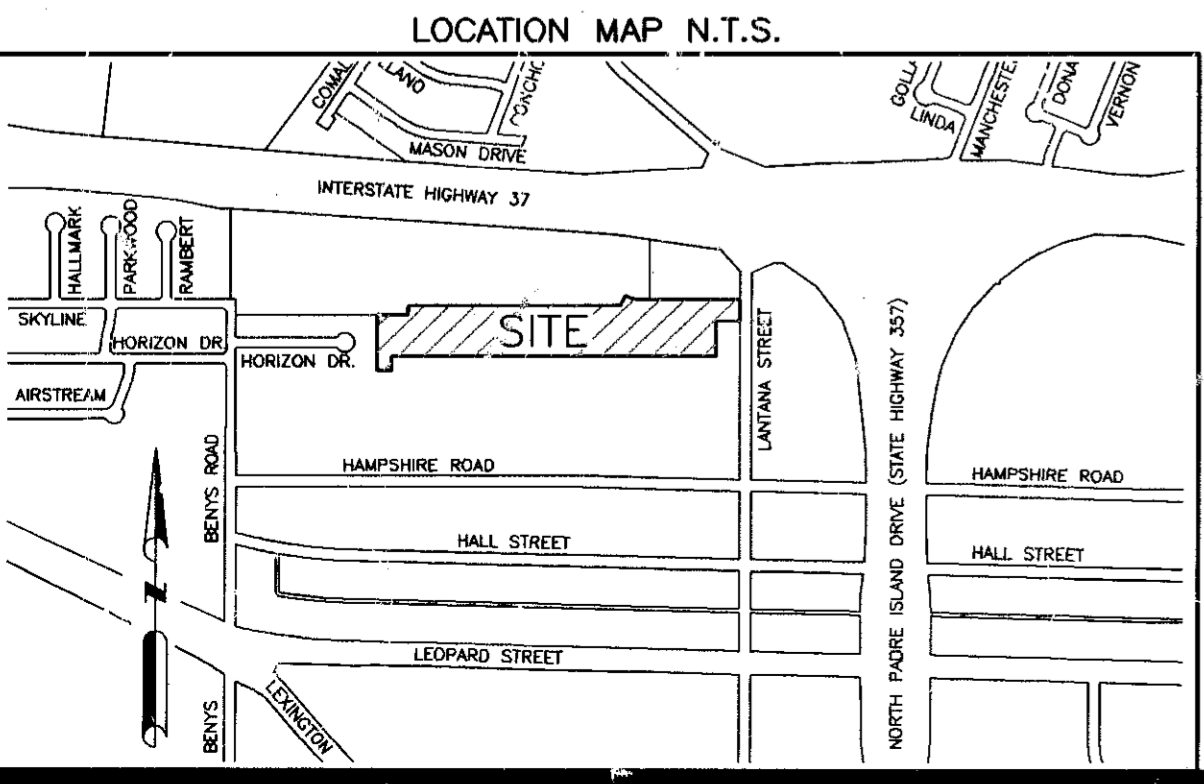 LOCATION MAP N.T.S.
COMAL
LLANO
CONCHO
MASON DRIVE
LINDA
MANCHESTER
DONA
VERNON
INTERSTATE HIGHWAY 37
HALLMARK
PARKWOOD
RAMBERT
SKYLINE
HORIZON DR.
HORIZON DR.
AIRSTREAM
SITE
LANTANA STREET
NORTH PADRE ISLAND DRIVE (STATE HIGHWAY 357)
BENYS ROAD
HAMPSHIRE ROAD
HAMPSHIRE ROAD
HALL STREET
HALL STREET
N
LEOPARD STREET
BENYS
LEXINGTON